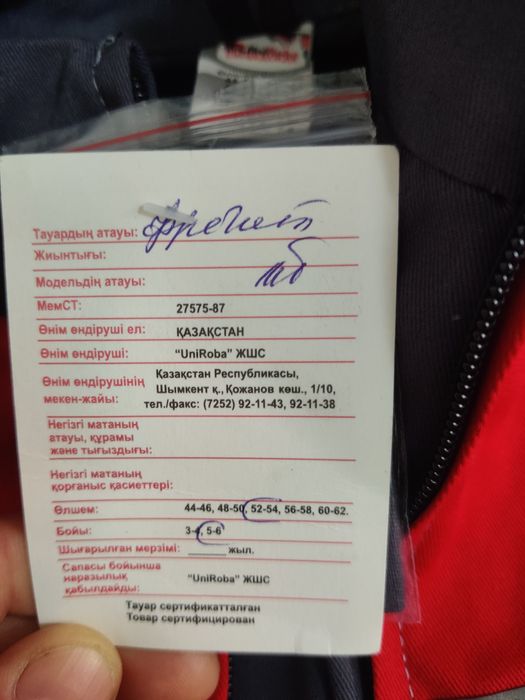 Тауардың атауы:
Жиынтығы:
Модельдің атауы:
МемСТ: 27575-87
Өнім өндіруші ел: ҚАЗАҚСТАН
Өнім өндіруші: "UniRoba" ЖШС
Өнім өндірушінің мекен-жайы: Қазақстан Республикасы,
Шымкент қ., Қожанов көш., 1/10,
тел./факс: (7252) 92-11-43, 92-11-38
Негізгі матаның
атауы, құрамы
және тығыздығы:
Негізгі матаның
қорғаныс қасиеттері:
Өлшем: 44-46, 48-50, 52-54, 56-58, 60-62.
Бойы: 3-4, 5-6
Шығарылған мерзімі: ______ жыл.
Сапасы бойынша
наразылық "UniRoba" ЖШС
қабылдайды:
Тауар сертификатталған
Товар сертифицирован